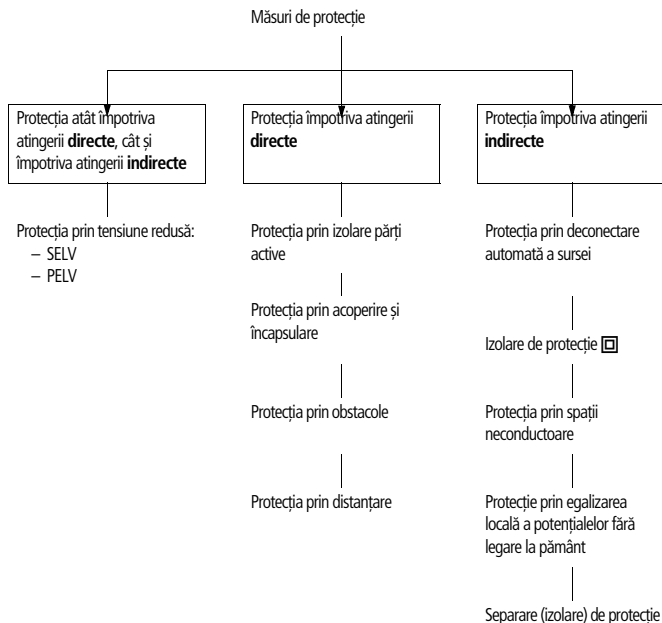 Măsuri de protecție
Protecția atât împotriva
atingerii directe, cât și
împotriva atingerii indirecte
Protecția prin tensiune redusă:
– SELV
– PELV
Protecția împotriva atingerii
directe
Protecția prin izolare părți
active
Protecția prin acoperire și
încapsulare
Protecția prin obstacole
Protecția prin distanțare
Protecția împotriva atingerii
indirecte
Protecția prin deconectare
automată a sursei
Izolare de protecție
Protecția prin spații
neconductoare
Protecție prin egalizarea
locală a potențialelor fără
legare la pământ
Separare (izolare) de protecție